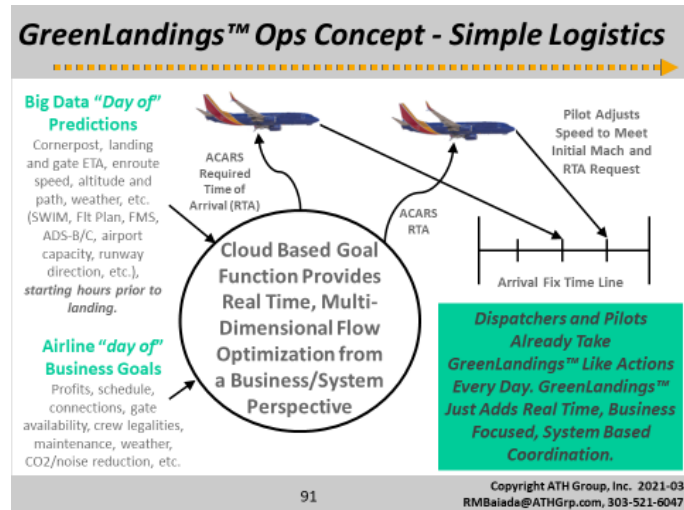 GreenLandings™ Ops Concept - Simple Logistics
Big Data “Day of”
Predictions
Cornerpost, landing
and gate ETA, enroute
speed, altitude and
path, weather, etc.
(SWIM, Flt Plan, FMS,
ADS-B/C, airport
capacity, runway
direction, etc.),
starting hours prior to
landing.
Airline “day of”
Business Goals
Profits, schedule,
connections, gate
availability, crew legalities,
maintenance, weather,
CO2/noise reduction, etc.
ACARS
Required
Time of
Arrival (RTA)
ACARS
RTA
Cloud Based Goal
Function Provides
Real Time, Multi-
Dimensional Flow
Optimization from
a Business/System
Perspective
Pilot Adjusts
Speed to Meet
Initial Mach and
RTA Request
Arrival Fix Time Line
Dispatchers and Pilots
Already Take
GreenLandings™ Like Actions
Every Day. GreenLandings™
Just Adds Real Time, Business
Focused, System Based
Coordination.
91
Copyright ATH Group, Inc. 2021-03
RMBaiada@ATHGrp.com, 303-521-6047